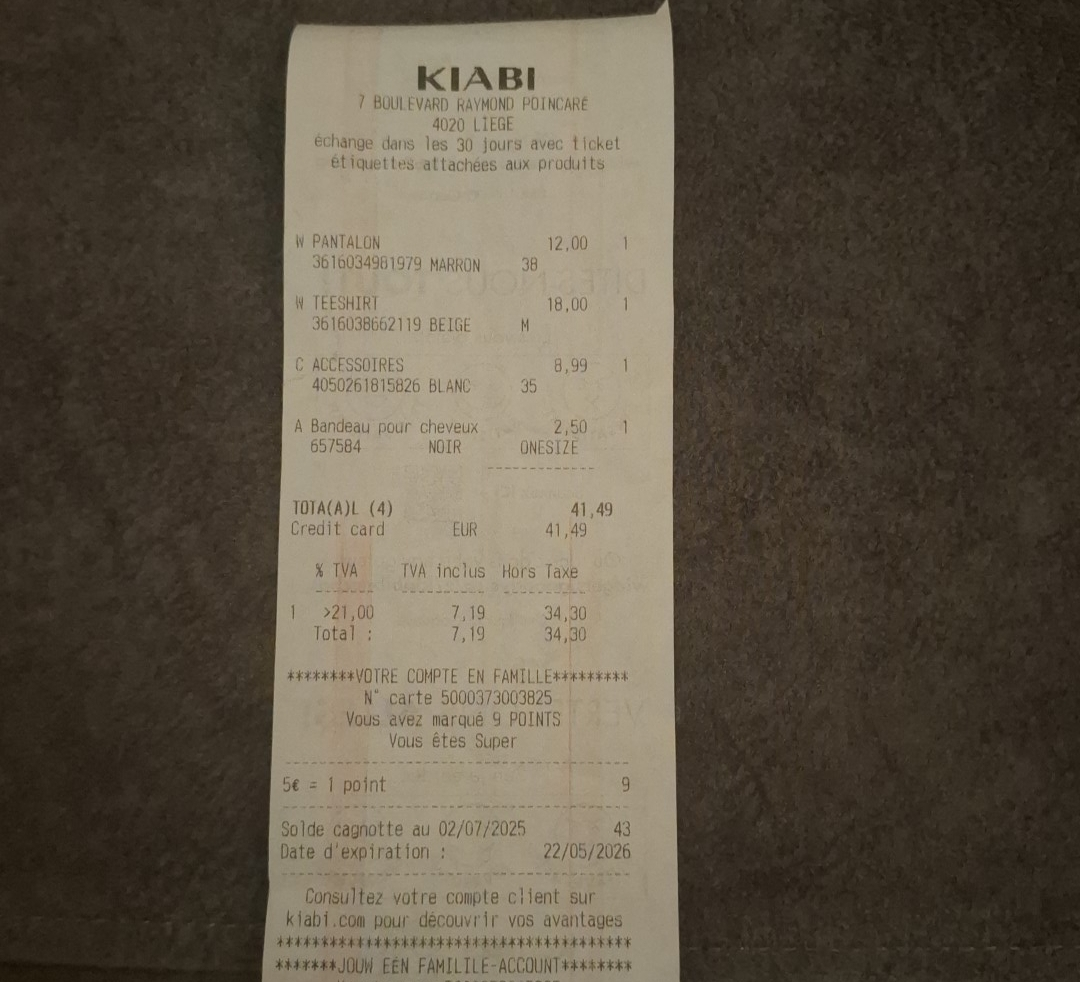 KIABI
7 BOULEVARD RAYMOND POINCARÉ
4020 LIEGE
échange dans les 30 jours avec ticket
étiquettes attachées aux produits
W PANTALON 12,00 1
3616034981979 MARRON 38
W TEESHIRT 18,00 1
3616038662119 BEIGE M
C ACCESSOIRES 8,99 1
4050261815826 BLANC 35
A Bandeau pour cheveux 2,50 1
657584 NOIR ONESIZE
--------------
TOTA(A)L (4) 41,49
Credit card EUR 41,49
% TVA TVA inclus Hors Taxe
--------------------------------
1 >21,00 7,19 34,30
Total : 7,19 34,30
********VOTRE COMPTE EN FAMILLE*********
N° carte 5000373003825
Vous avez marqué 9 POINTS
Vous êtes Super
----------------------------------------
5€ = 1 point 9
----------------------------------------
Solde cagnotte au 02/07/2025 43
Date d'expiration : 22/05/2026
----------------------------------------
Consultez votre compte client sur
kiabi.com pour découvrir vos avantages
*****************************************
*******JOUW EEN FAMILILE-ACCOUNT********